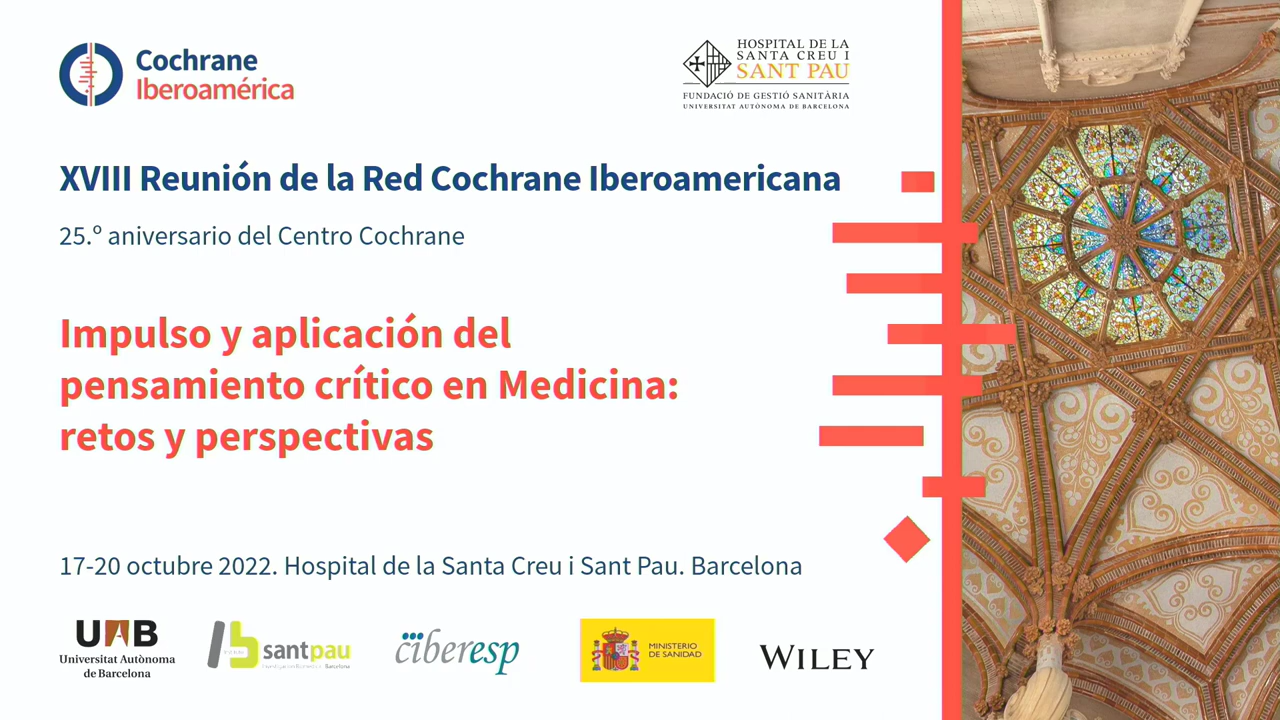 Cochrane
Iberoamérica
HOSPITAL DE LA
SANTA CREU I
SANT PAU
FUNDACIÓ DE GESTIÓ SANITÀRIA
UNIVERSITAT AUTÒNOMA DE BARCELONA
XVIII Reunión de la Red Cochrane Iberoamericana
25.º aniversario del Centro Cochrane
Impulso y aplicación del
pensamiento crítico en Medicina:
retos y perspectivas
17-20 octubre 2022. Hospital de la Santa Creu i Sant Pau. Barcelona
UAB
Universitat Autònoma
de Barcelona
santpau
ciberesp
MINISTERIO
DE SANIDAD
WILEY